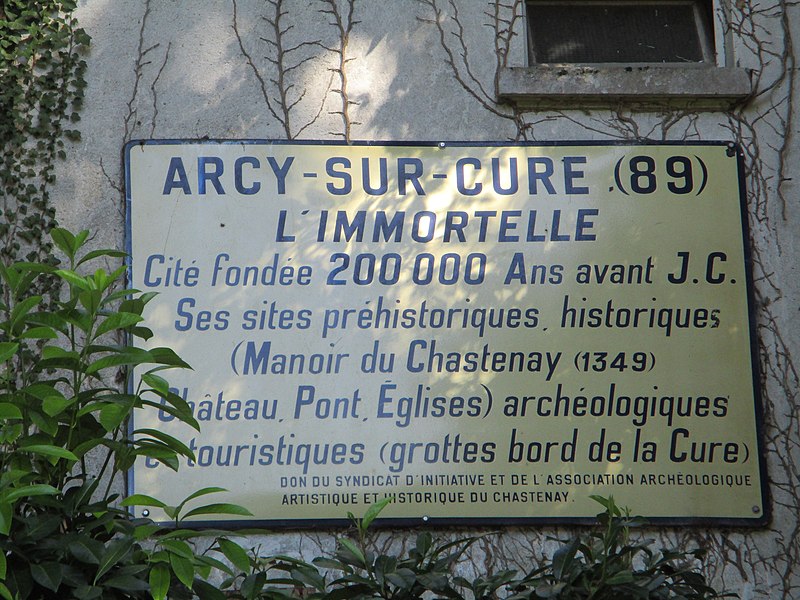 ARCY-SUR-CURE (89)
L'IMMORTELLE
Cité fondée 200 000 Ans avant J.C.
Ses sites préhistoriques, historiques
(Manoir du Chastenay (1349)
Château, Pont, Églises) archéologiques
et touristiques (grottes bord de la Cure)
DON DU SYNDICAT D'INITIATIVE ET DE L'ASSOCIATION ARCHÉOLOGIQUE
ARTISTIQUE ET HISTORIQUE DU CHASTENAY.